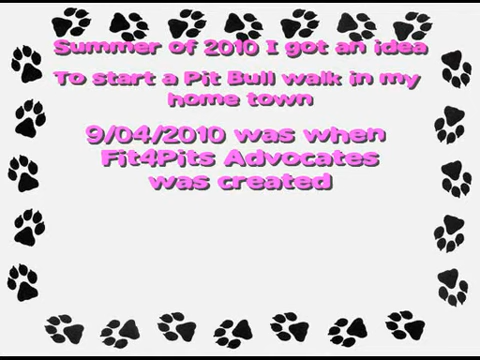 Summer of 2010 I got an idea
To start a Pit Bull walk in my
home town
9/04/2010 was when
Fit4Pits Advocates
was created